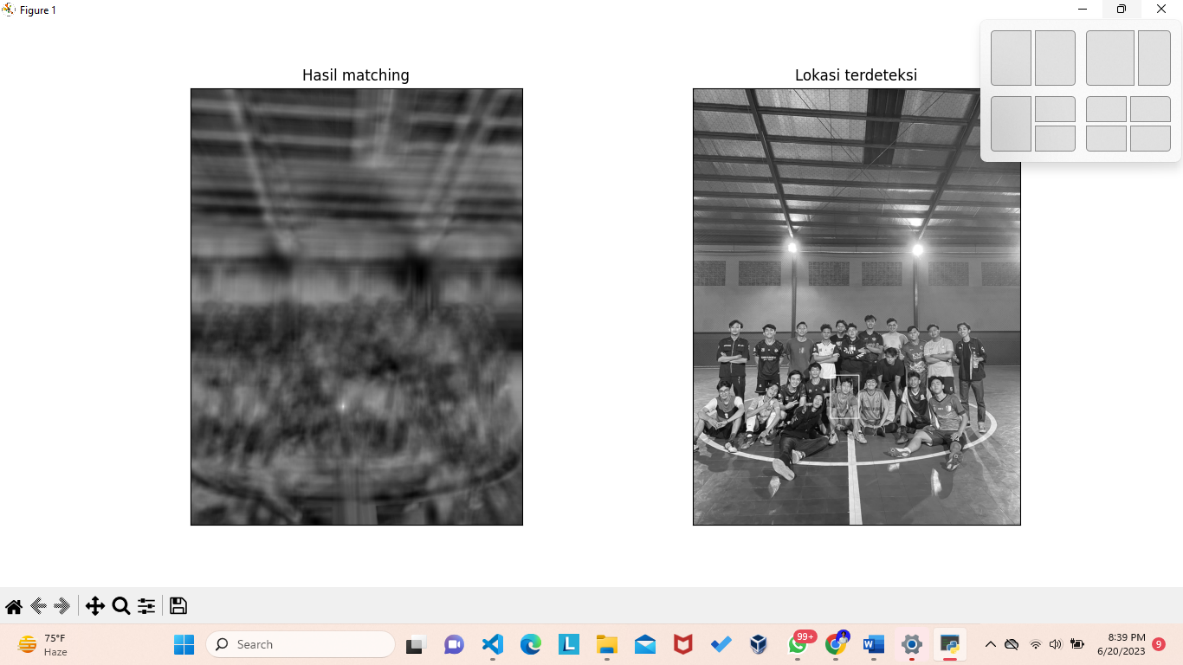 Figure 1
Hasil matching
Lokasi terdeteksi
75°F
Haze
Search
99+
8:39 PM
6/20/2023
9